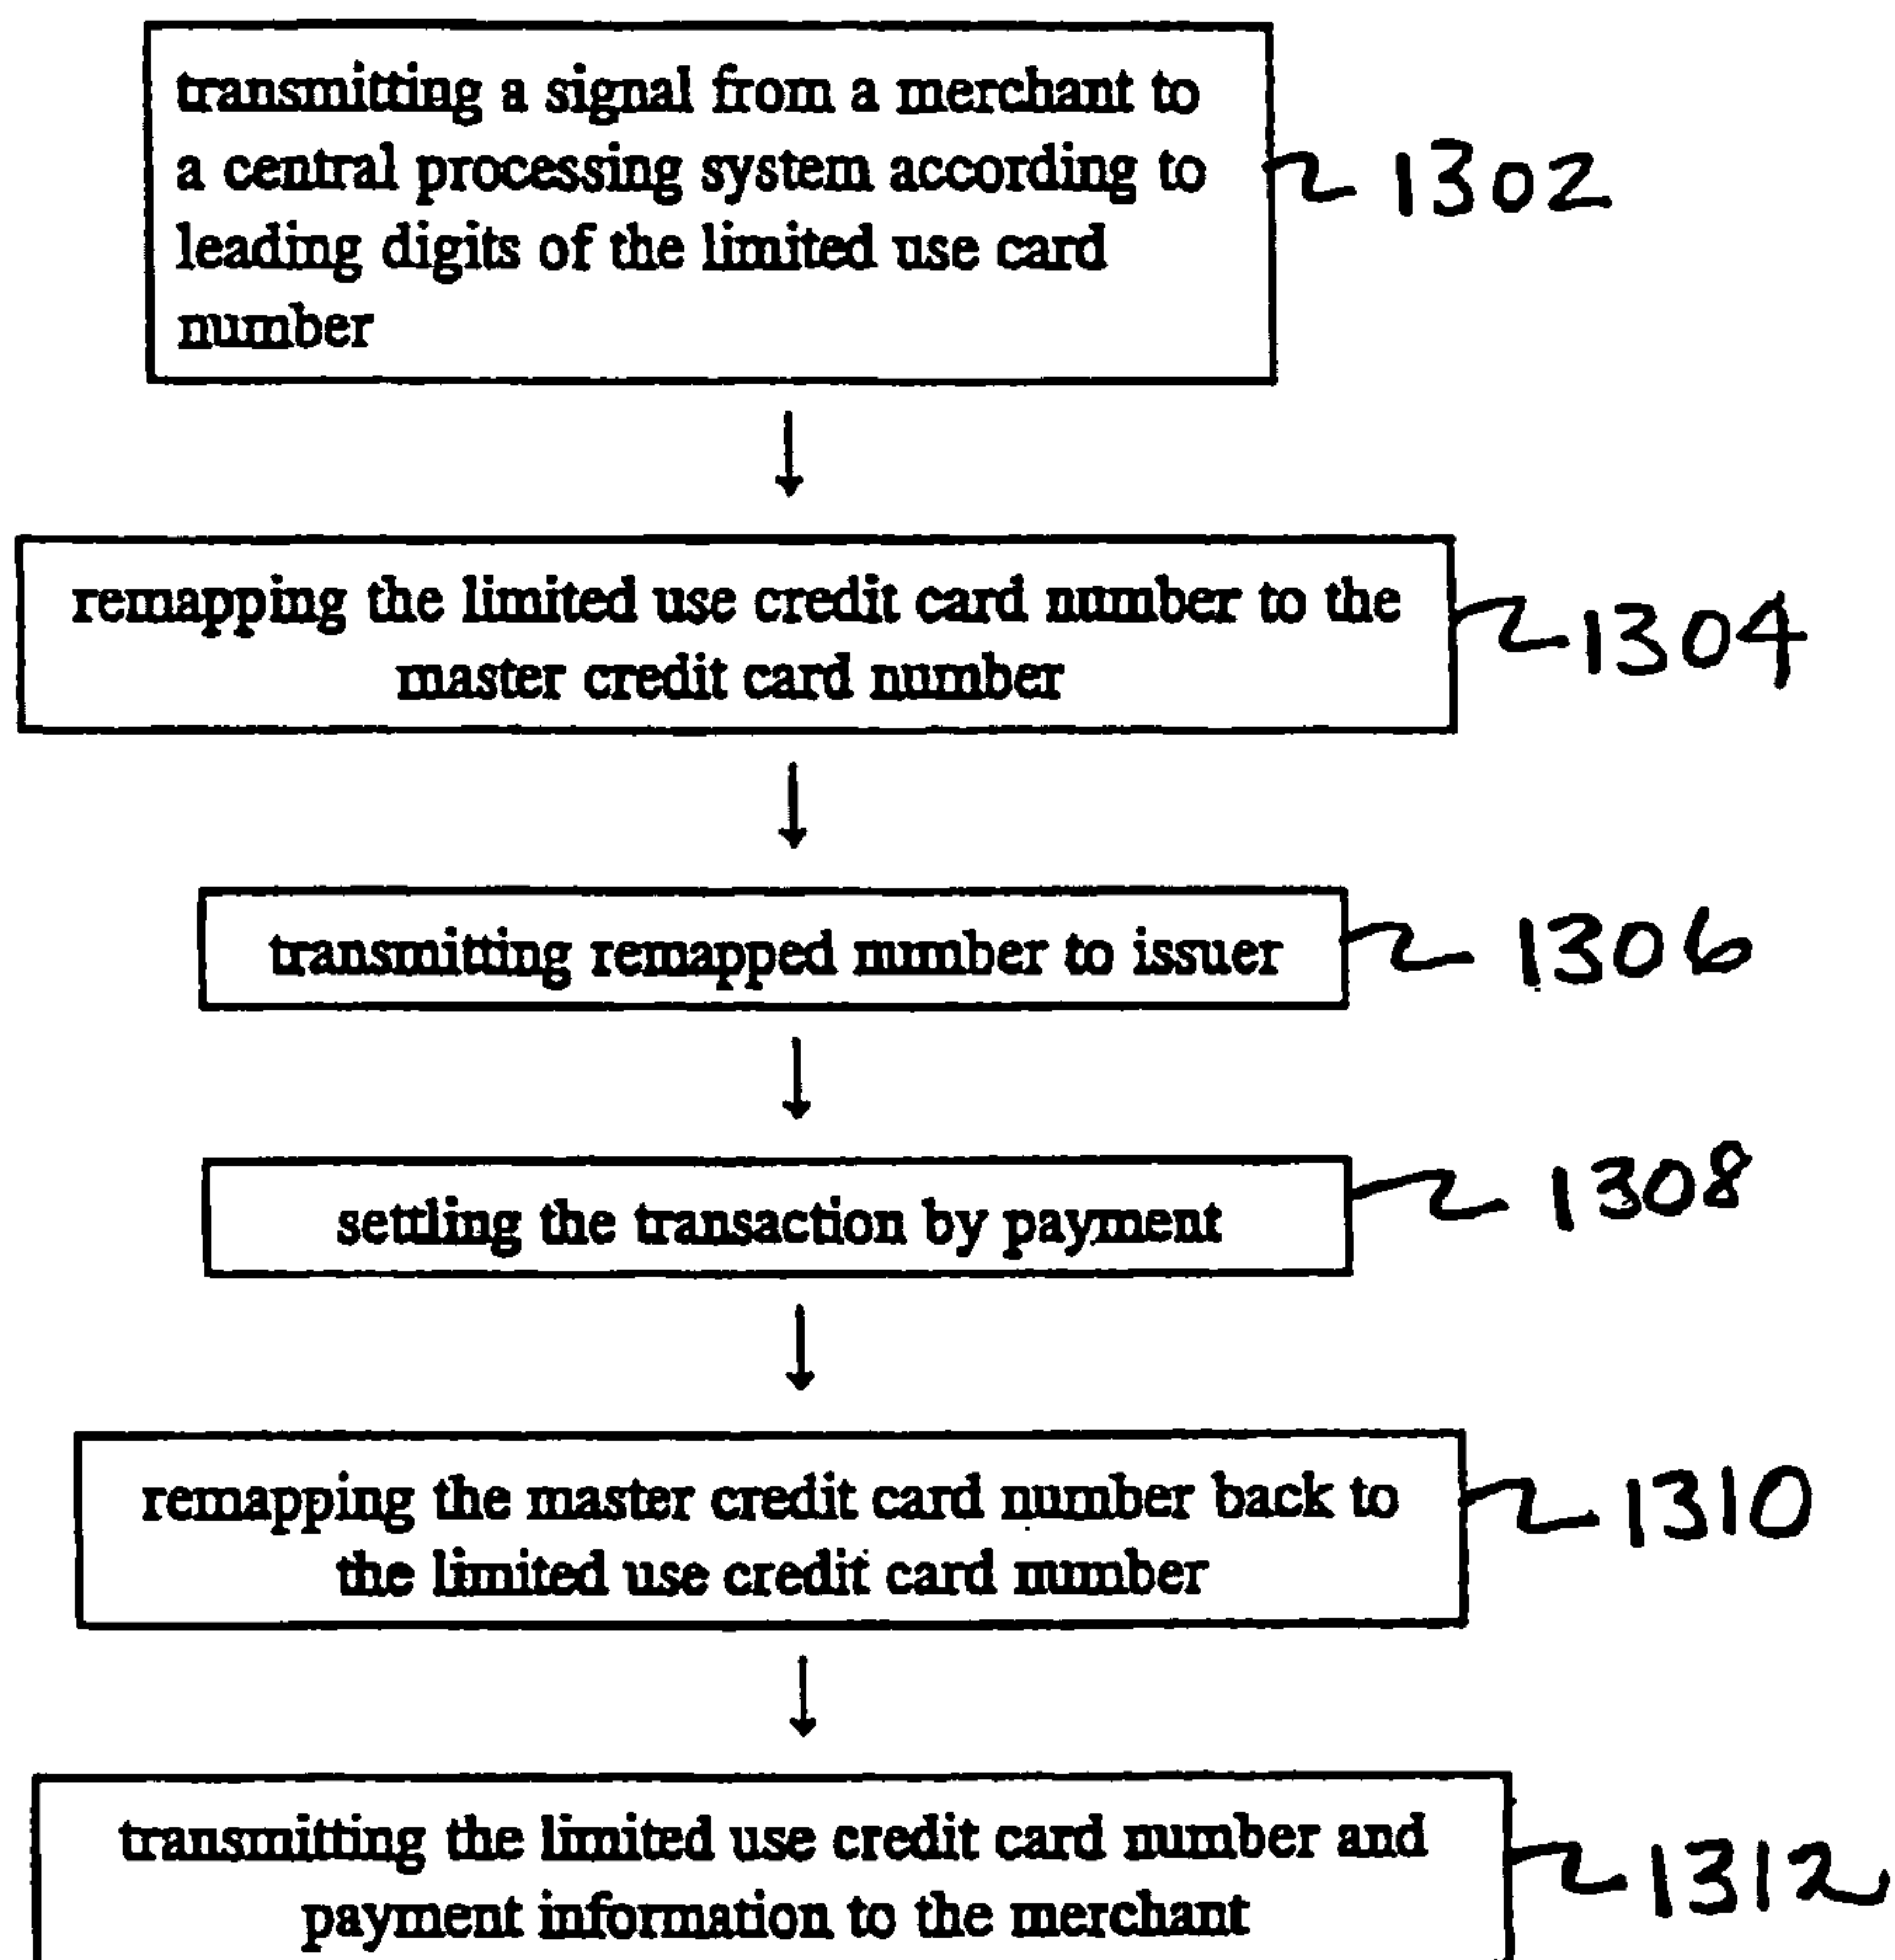 transmitting a signal from a merchant to
a central processing system according to
leading digits of the limited use card
number
1302
remapping the limited use credit card number to the
master credit card number
1304
transmitting remapped number to issuer
1306
settling the transaction by payment
1308
remapping the master credit card number back to
the limited use credit card number
1310
transmitting the limited use credit card number and
payment information to the merchant
1312